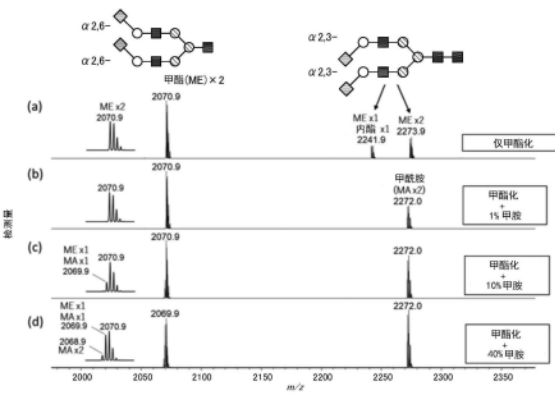 α2,6-
α2,6-
甲酯(ME)×2
α2,3-
α2,3-
(a)
ME x2
2070.9
2070.9
ME x1
内酯 x1
2241.9
ME x2
2273.9
仅甲酯化
(b)
2070.9
2070.9
甲酰胺
(MA x2)
2272.0
甲酯化
+
1%甲胺
(c)
ME x1
MA x1
2069.9
2070.9
2070.9
2272.0
甲酯化
+
10%甲胺
(d)
ME x1
MA x1
2069.9
2070.9
2068.9
MA x2
2069.9
2272.0
甲酯化
+
40%甲胺
检测量
2000
2050
2100
2150
2200
2250
2300
2350
m/z